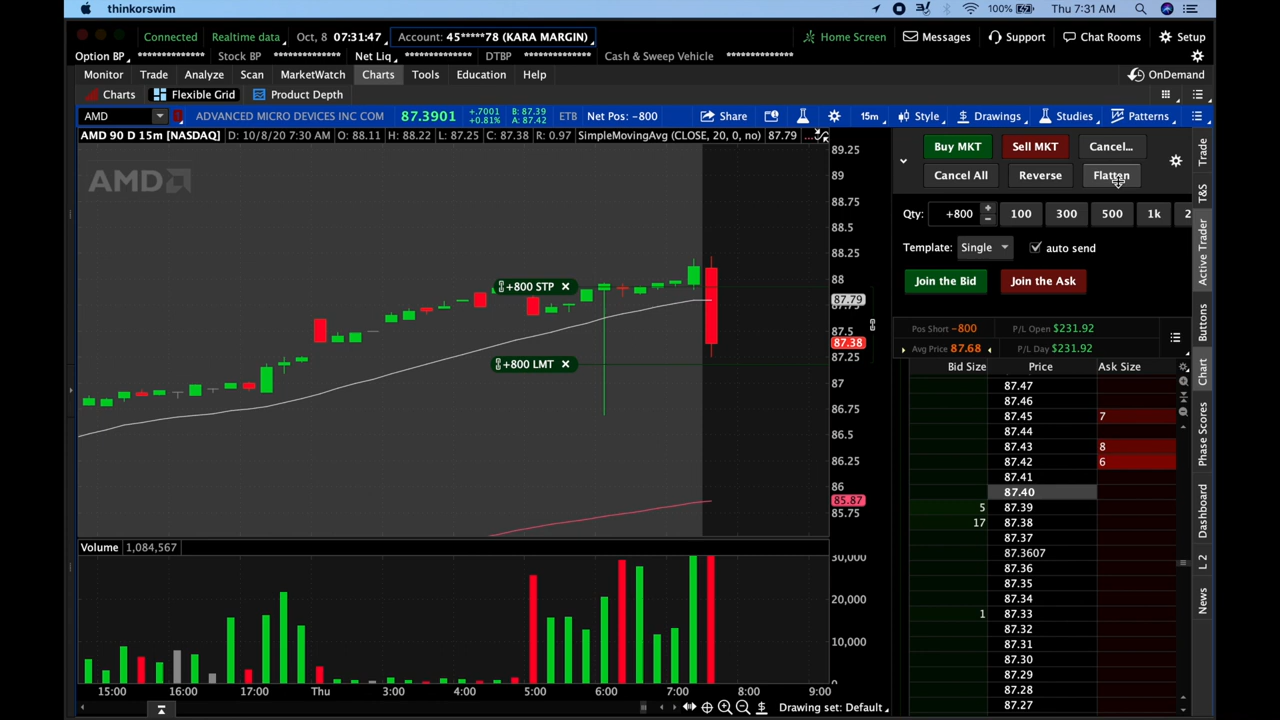 thinkorswim 100% Thu 7:31 AM
Connected Realtime data Oct, 8 07:31:47 Account: 45*****78 (KARA MARGIN) Home Screen Messages Support Chat Rooms Setup
Option BP *************** Stock BP *************** Net Liq *************** DTBP *************** Cash & Sweep Vehicle ***************
Monitor Trade Analyze Scan MarketWatch Charts Tools Education Help OnDemand
Charts Flexible Grid Product Depth
AMD ADVANCED MICRO DEVICES INC COM 87.3901 +.7001 +0.81% B: 87.39 A: 87.42 ETB Net Pos: -800 Share 15m Style Drawings Studies Patterns
AMD 90 D 15m [NASDAQ] D: 10/8/20 7:30 AM O: 88.11 H: 88.22 L: 87.25 C: 87.38 R: 0.97 SimpleMovingAvg (CLOSE, 20, 0, no) 87.79 ...
AMD
89.25
89
88.75
88.5
88.25
88
87.79
87.75
87.5
87.38
87.25
87
86.75
86.5
86.25
86
85.87
85.75
+800 STP
+800 LMT
Volume 1,084,567
30,000
20,000
10,000
15:00 16:00 17:00 Thu 3:00 4:00 5:00 6:00 7:00 8:00 9:00
Drawing set: Default
Buy MKT Sell MKT Cancel...
Cancel All Reverse Flatten
Qty: +800 100 300 500 1k 2
Template: Single auto send
Join the Bid Join the Ask
Pos Short -800 P/L Open $231.92
Avg Price 87.68 P/L Day $231.92
Bid Size Price Ask Size
87.47
87.46
87.45 7
87.44
87.43 8
87.42 6
87.41
87.40
5 87.39
17 87.38
87.37
87.3607
87.36
87.35
87.34
1 87.33
87.32
87.31
87.30
87.29
87.28
87.27
Trade
T&S
Active Trader
Buttons
Chart
Phase Scores
Dashboard
L 2
News